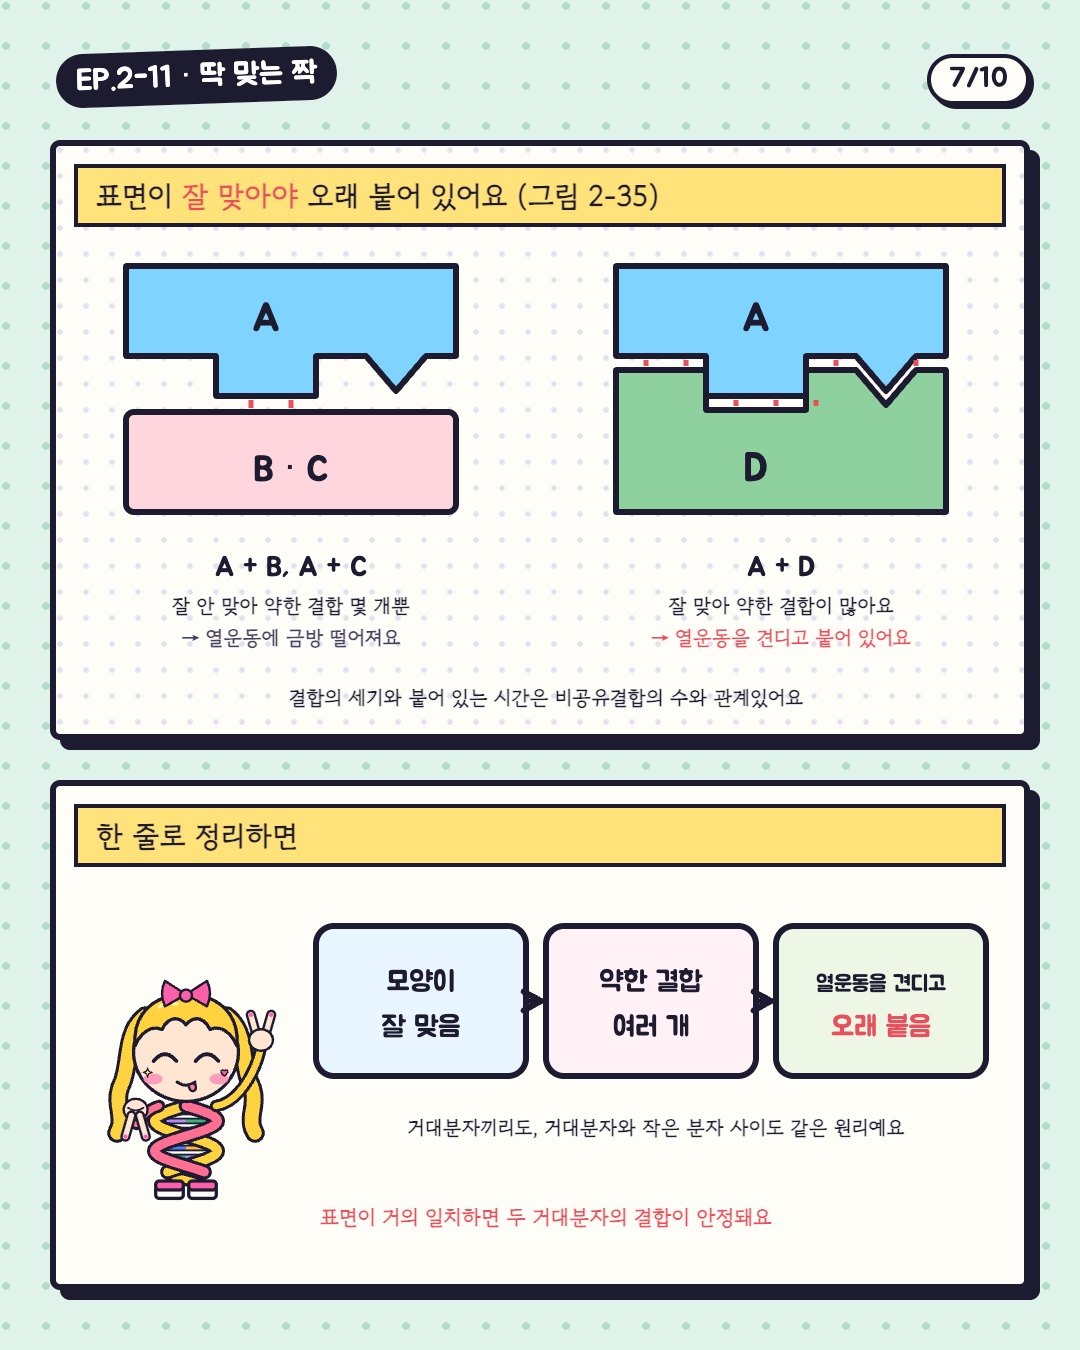 EP.2-11 · 딱 맞는 짝
7/10
표면이 잘 맞아야 오래 붙어 있어요 (그림 2-35)
A
B · C
A + B, A + C
잘 안 맞아 약한 결합 몇 개뿐
→ 열운동에 금방 떨어져요
A
D
A + D
잘 맞아 약한 결합이 많아요
→ 열운동을 견디고 붙어 있어요
결합의 세기와 붙어 있는 시간은 비공유결합의 수와 관계있어요
한 줄로 정리하면
모양이
잘 맞음
약한 결합
여러 개
열운동을 견디고
오래 붙음
거대분자끼리도, 거대분자와 작은 분자 사이도 같은 원리예요
표면이 거의 일치하면 두 거대분자의 결합이 안정돼요